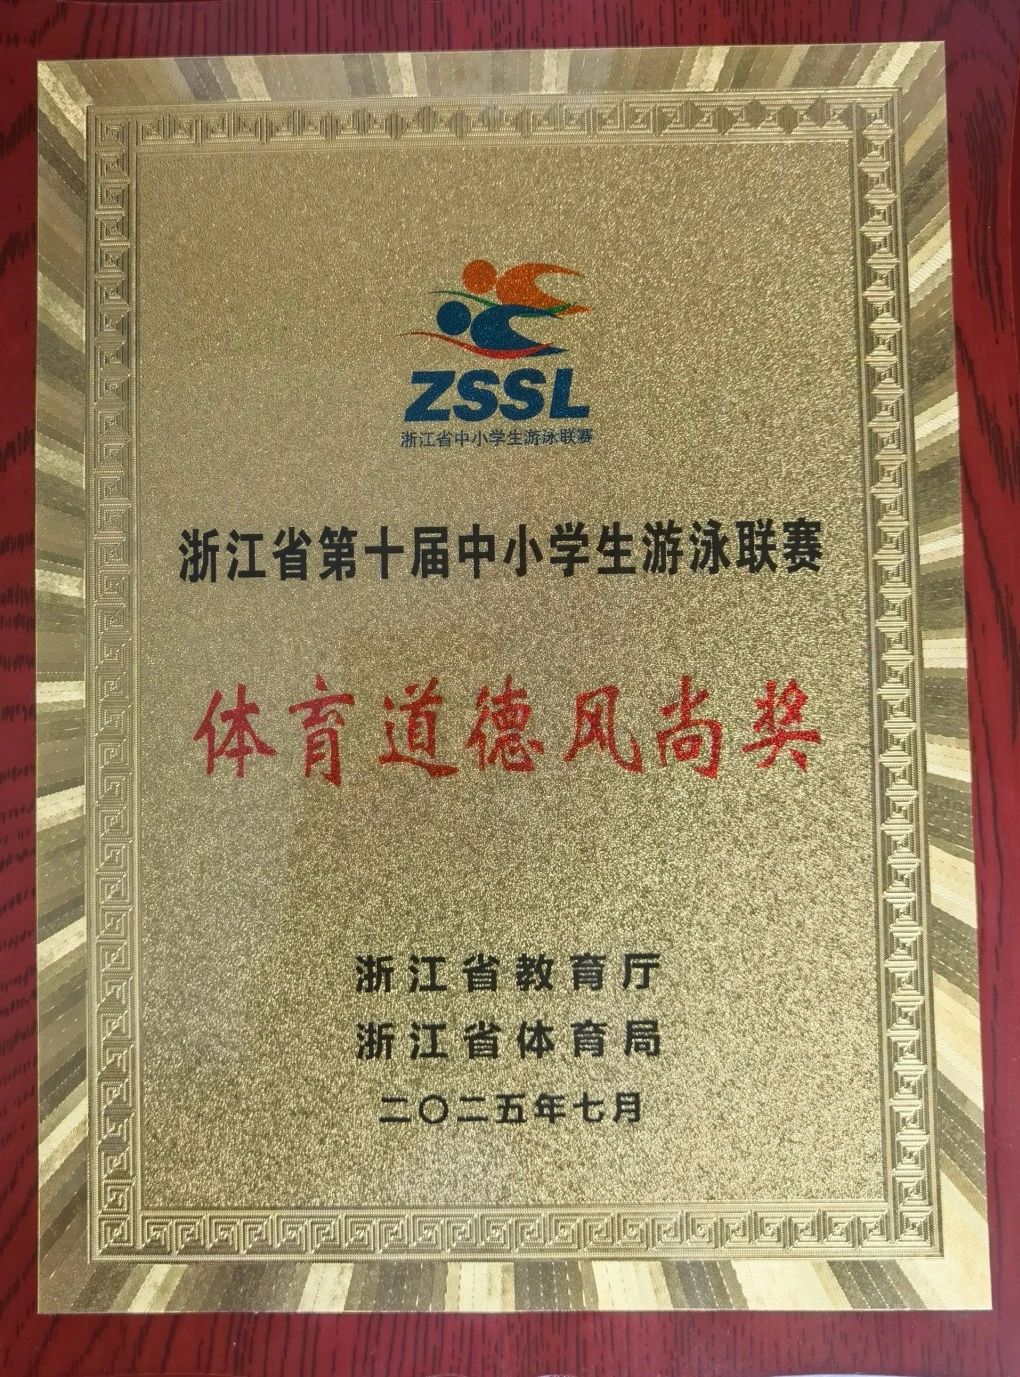 ZSSL
浙江省中小学生游泳联赛
浙江省第十届中小学生游泳联赛
体育道德风尚奖
浙江省教育厅
浙江省体育局
二〇二五年七月